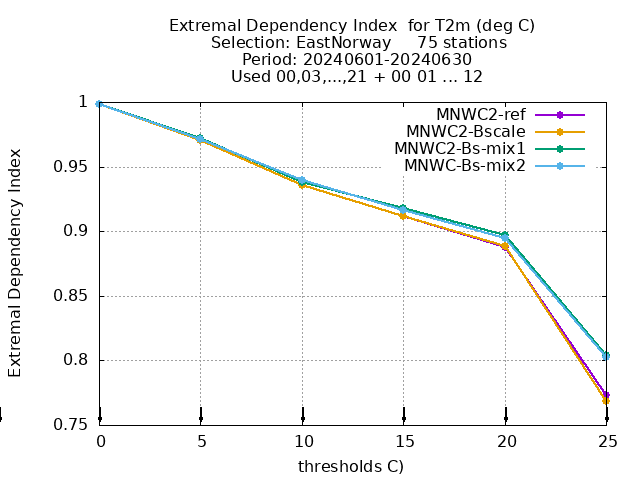 Extremal Dependency Index  for T2m (deg C)
Selection: EastNorway     75 stations
Period: 20240601-20240630
Used 00,03,...,21 + 00 01 ... 12
MNWC2-ref
MNWC2-Bscale
MNWC2-Bs-mix1
MNWC-Bs-mix2
Extremal Dependency Index
1
0.95
0.9
0.85
0.8
0.75
0 5 10 15 20 25
thresholds C)